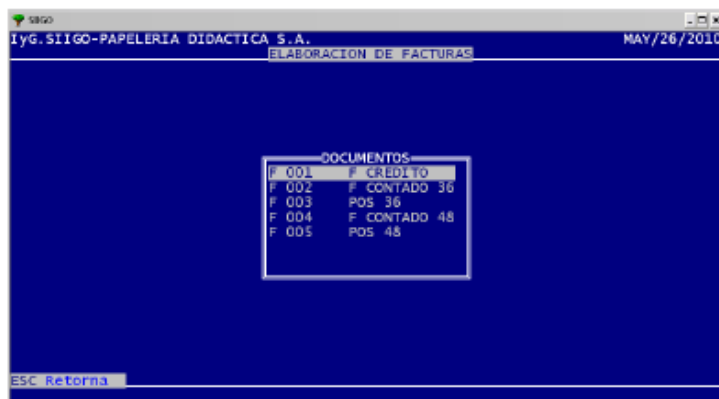 SIIGO
IyG.SIIGO-PAPELERIA DIDACTICA S.A. MAY/26/2010
ELABORACION DE FACTURAS
DOCUMENTOS
F 001 F CREDITO
F 002 F CONTADO 36
F 003 POS 36
F 004 F CONTADO 48
F 005 POS 48
ESC Retorna